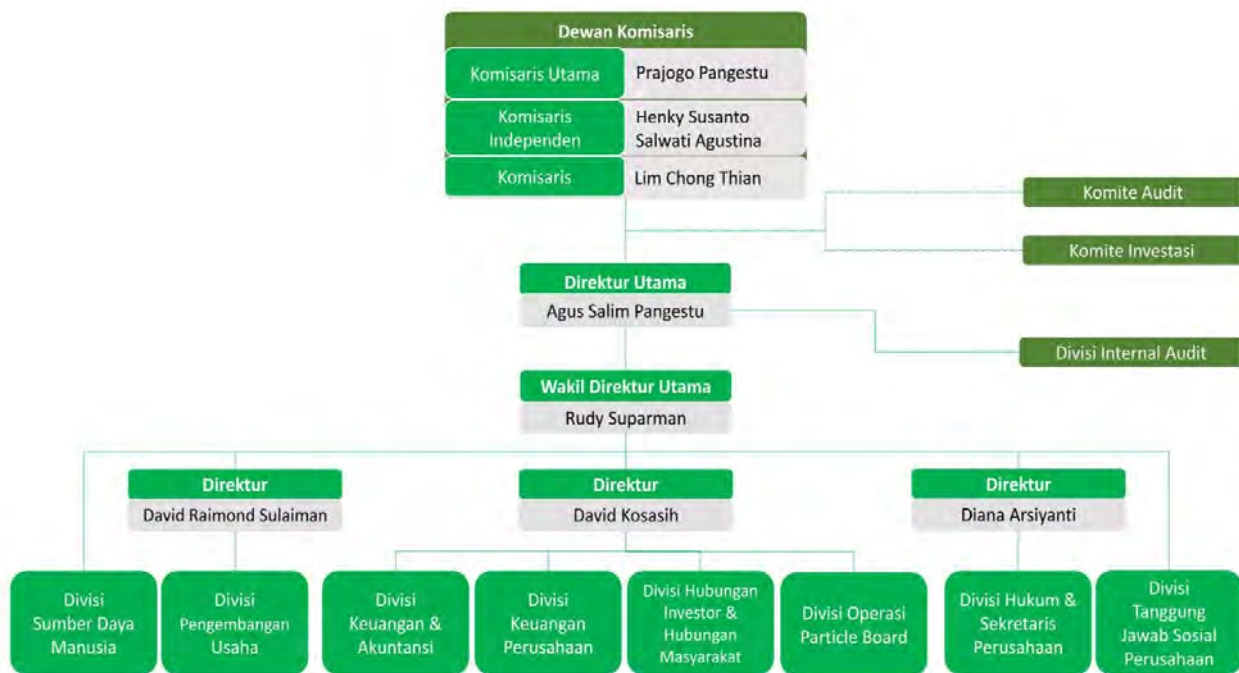 Dewan Komisaris
Komisaris Utama
Prajogo Pangestu
Komisaris
Independen
Henky Susanto
Salwati Agustina
Komisaris
Lim Chong Thian
Komite Audit
Komite Investasi
Direktur Utama
Agus Salim Pangestu
Divisi Internal Audit
Wakil Direktur Utama
Rudy Suparman
Direktur
David Raimond Sulaiman
Direktur
David Kosasih
Direktur
Diana Arsiyanti
Divisi
Sumber Daya
Manusia
Divisi
Pengembangan
Usaha
Divisi
Keuangan &
Akuntansi
Divisi
Keuangan
Perusahaan
Divisi Hubungan
Investor &
Hubungan
Masyarakat
Divisi Operasi
Particle Board
Divisi Hukum &
Sekretaris
Perusahaan
Divisi
Tanggung
Jawab Sosial
Perusahaan